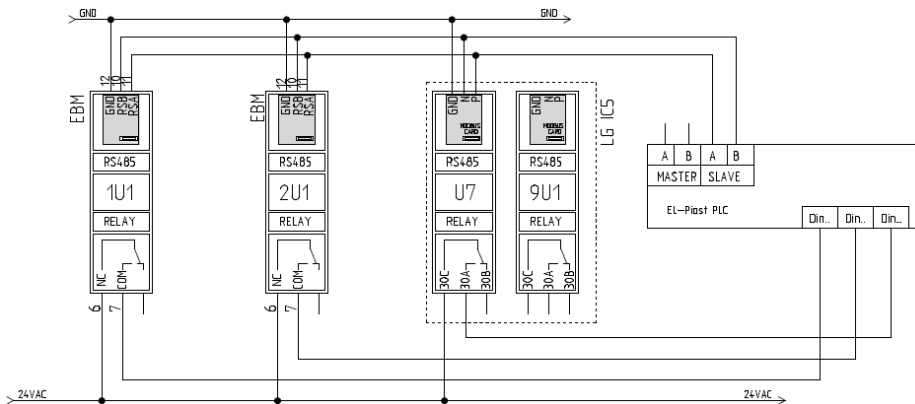 GND GND
12 10 11
12 10 11
EBM
GND RSB RSA
EBM
GND RSB RSA
GND N P
GND N P
LG IC5
MODBUS CARD
MODBUS CARD
A B A B
RS485 RS485 RS485 RS485
MASTER SLAVE
1U1 2U1 U7 9U1
EL-Piast PLC
RELAY RELAY RELAY RELAY
Din.. Din.. Din..
NC COM
NC COM
30C 30A 30B
30C 30A 30B
6 7
6 7
24VAC 24VAC